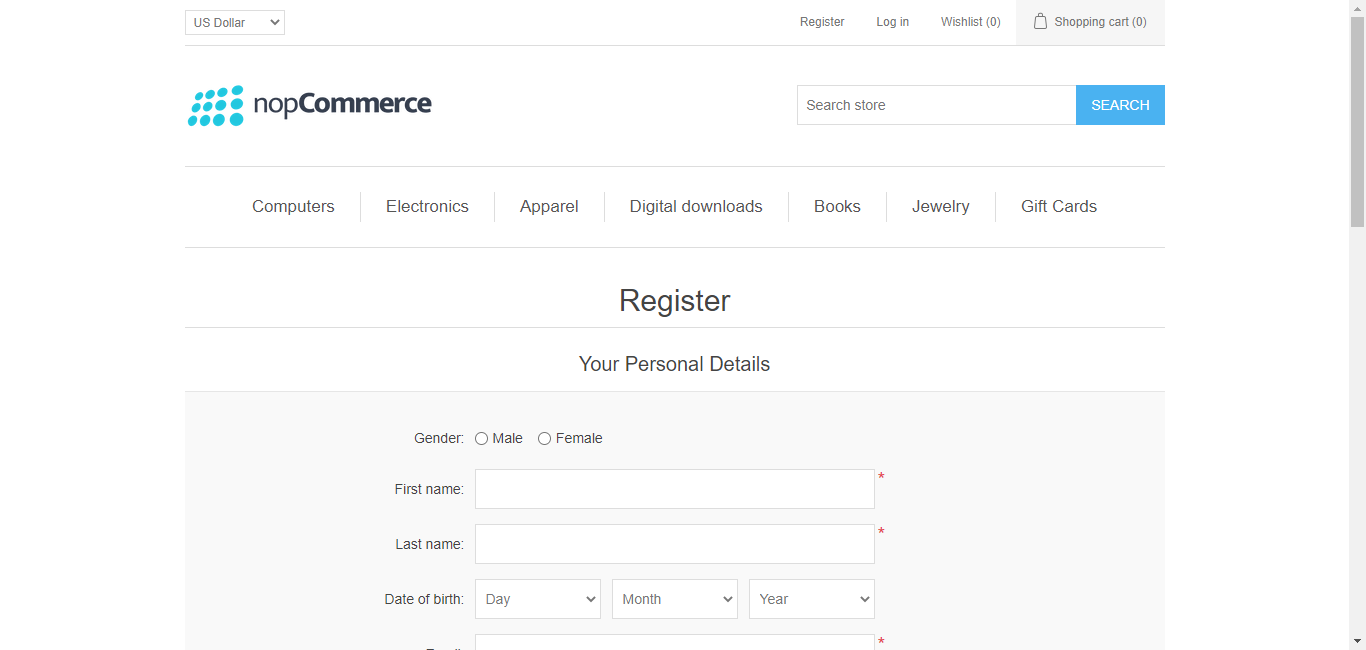 US Dollar Register Log in Wishlist (0) Shopping cart (0)
nopCommerce Search store SEARCH
Computers Electronics Apparel Digital downloads Books Jewelry Gift Cards
Register
Your Personal Details
Gender: Male Female
First name: *
Last name: *
Date of birth: Day Month Year
*